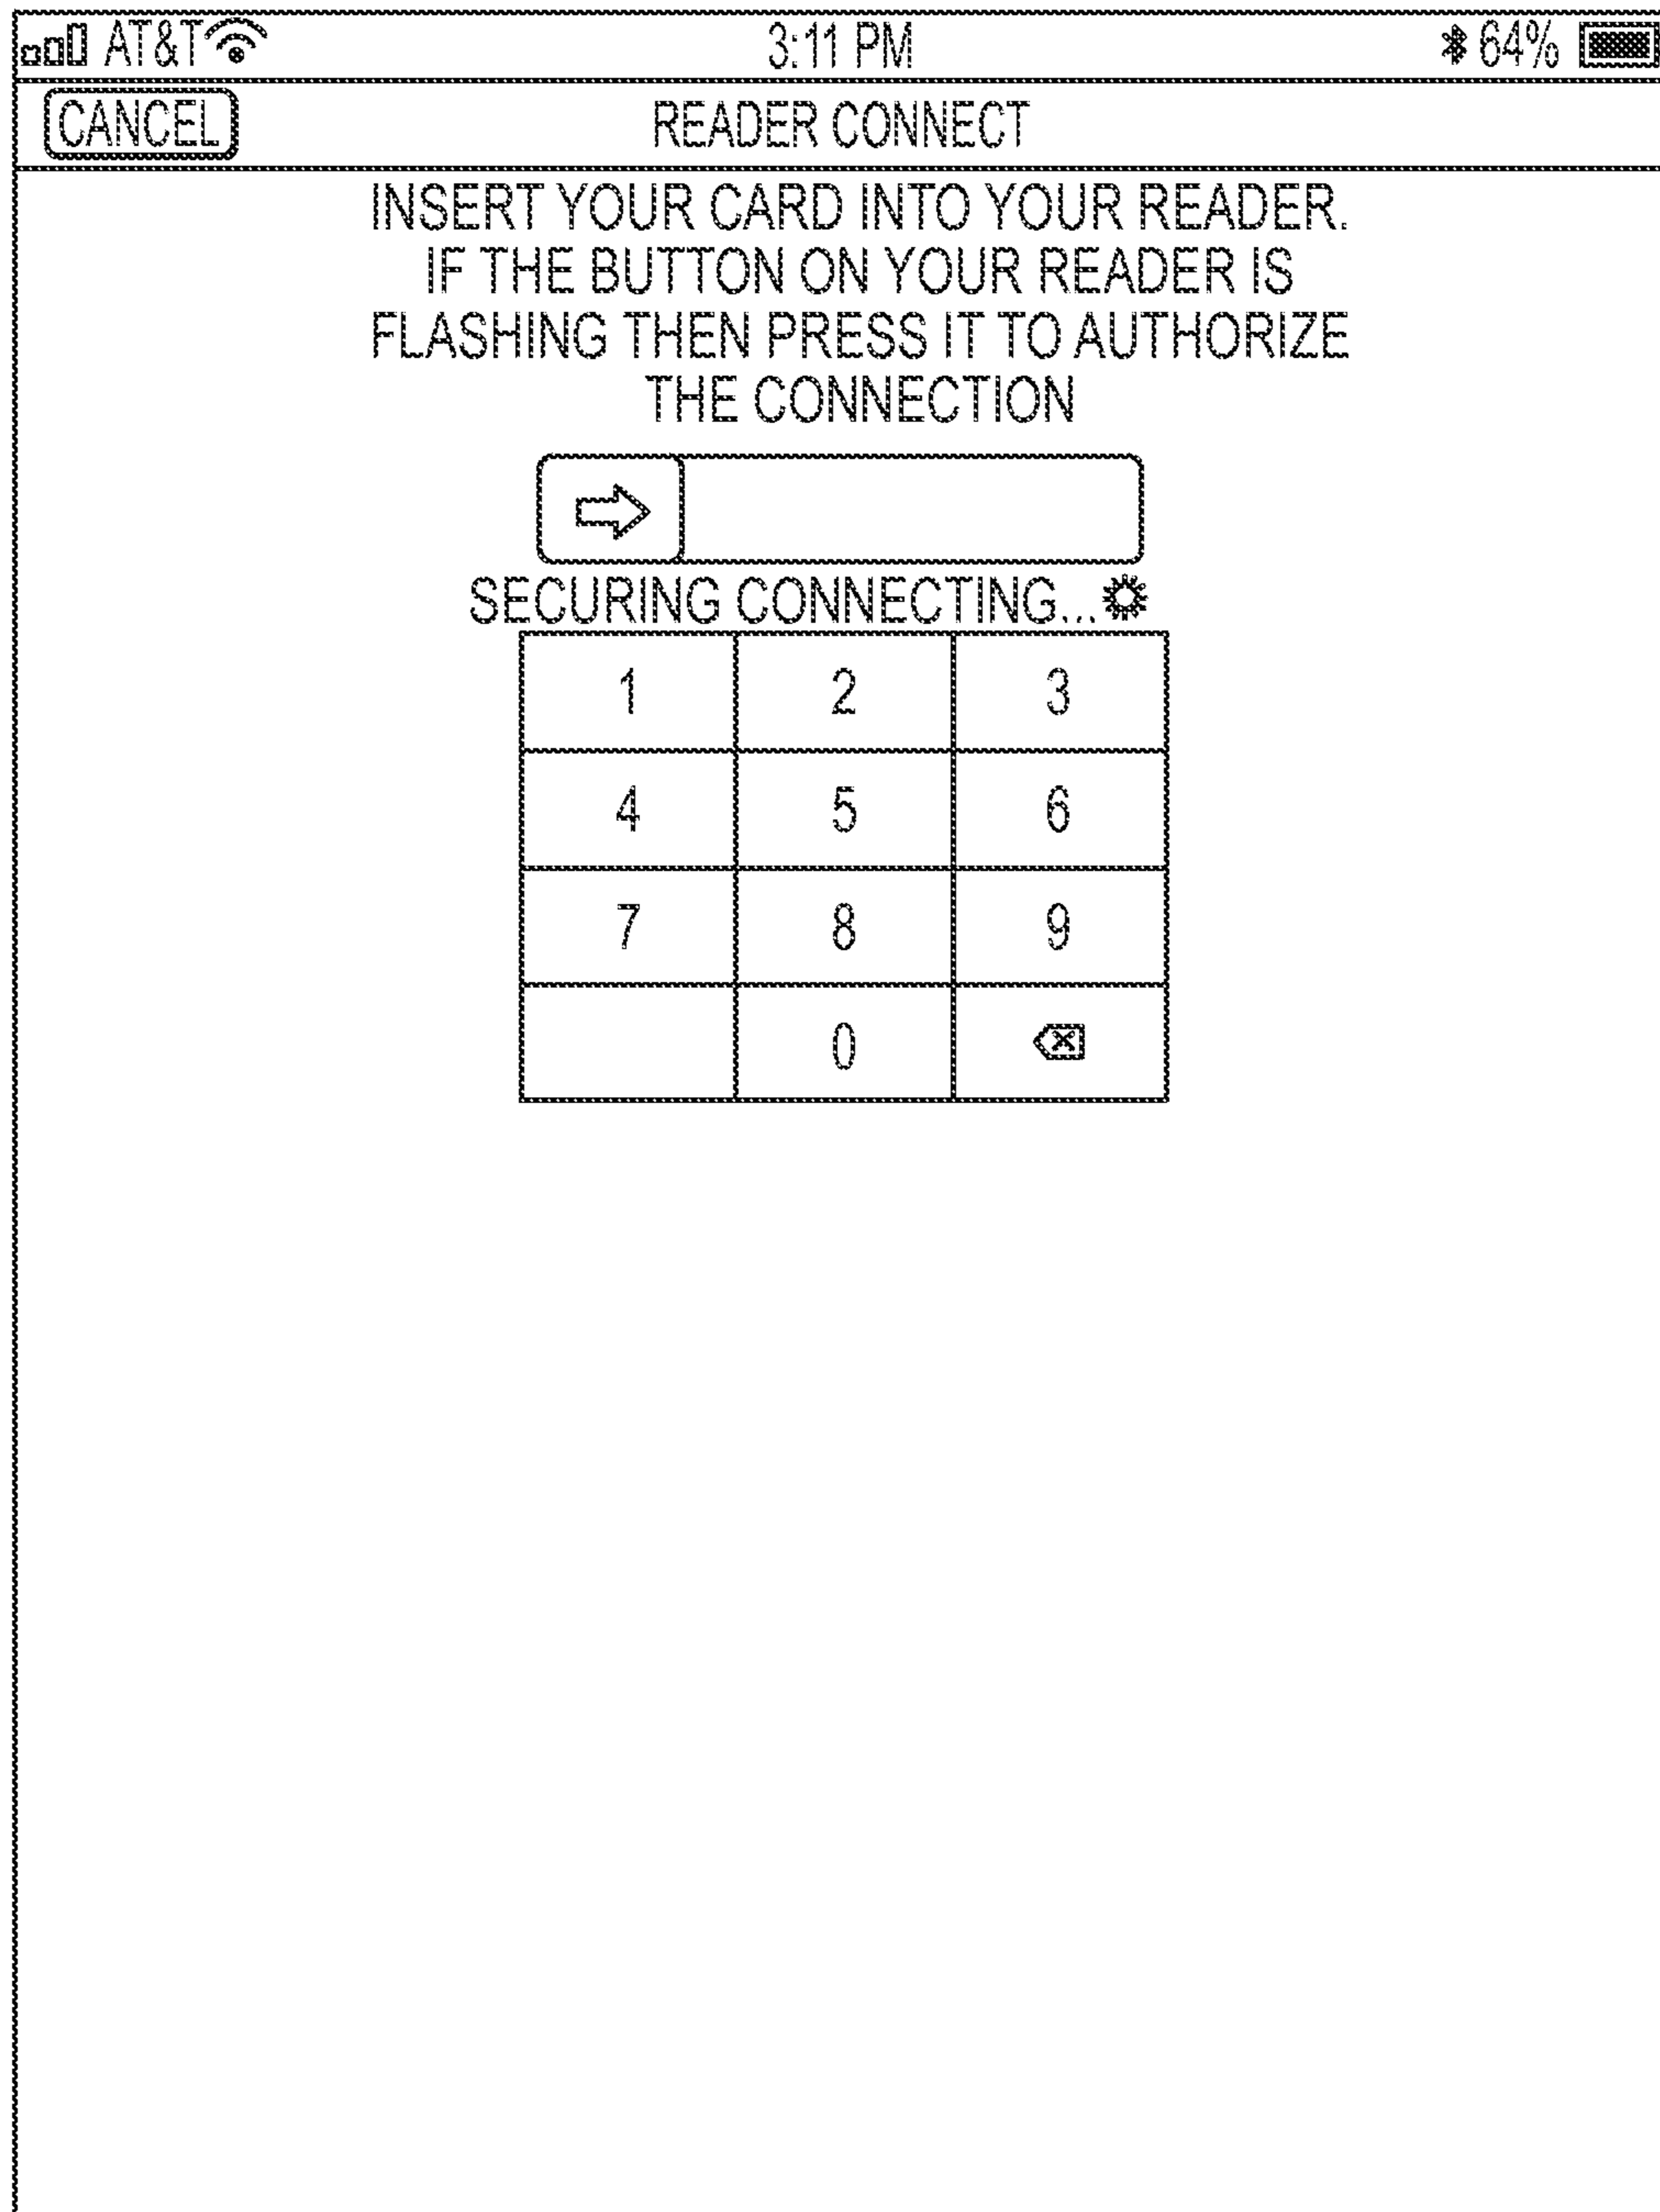 AT&T 3:11 PM 64%
CANCEL READER CONNECT
INSERT YOUR CARD INTO YOUR READER.
IF THE BUTTON ON YOUR READER IS
FLASHING THEN PRESS IT TO AUTHORIZE
THE CONNECTION
SECURING CONNECTING...
1 2 3
4 5 6
7 8 9
0